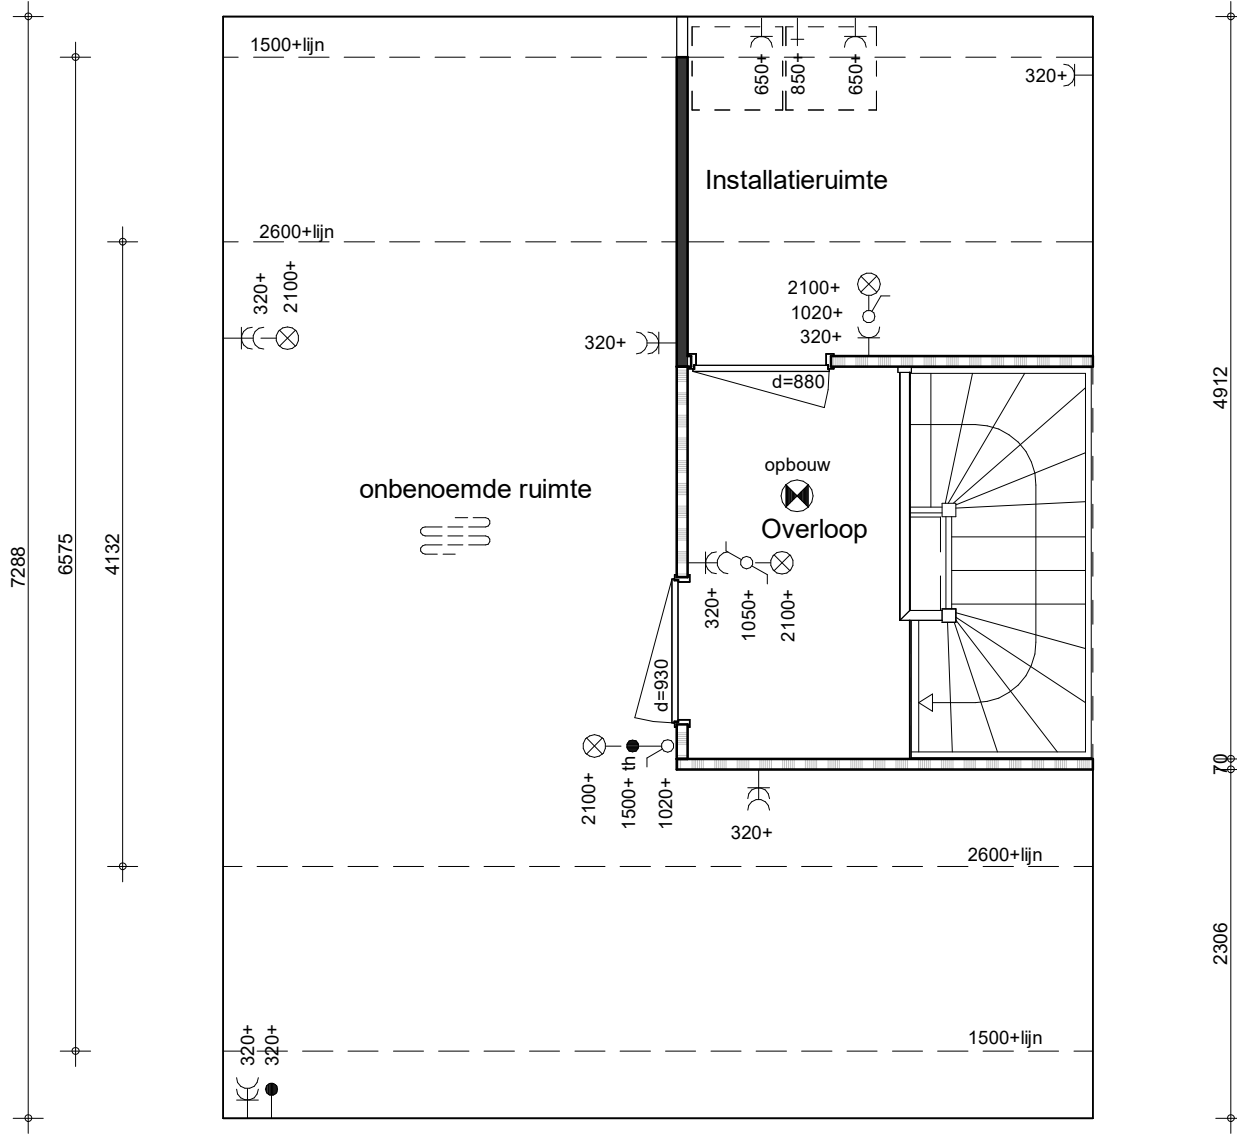 1500+lijn
650+
850+
650+
320+
Installatieruimte
2600+lijn
320+
2100+
2100+
1020+
320+
320+
d=880
4912
opbouw
onbenoemde ruimte
Overloop
7288
6575
4132
320+
1050+
2100+
d=930
2100+
1500+ th
1020+
70
320+
2600+lijn
2306
320+
320+
1500+lijn